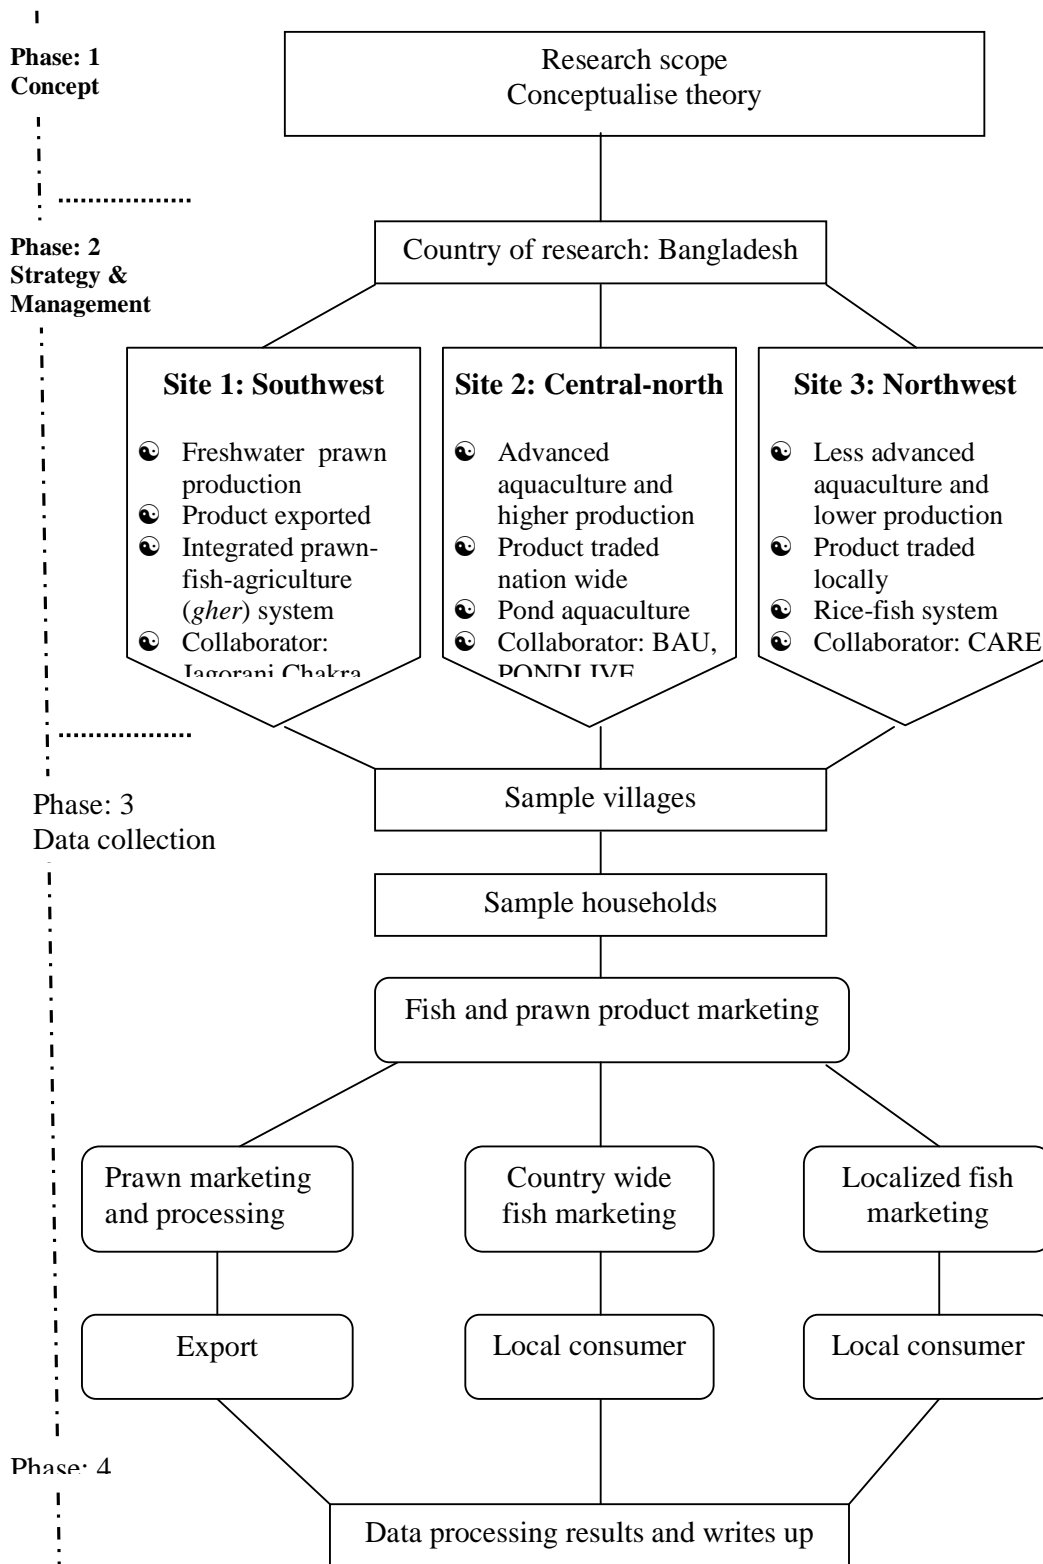 Phase: 1
Concept
Research scope
Conceptualise theory
Phase: 2
Strategy &
Management
Country of research: Bangladesh
Site 1: Southwest
Freshwater prawn
production
Product exported
Integrated prawn-
fish-agriculture
(gher) system
Collaborator:
Jagorani Chakra
Site 2: Central-north
Advanced
aquaculture and
higher production
Product traded
nation wide
Pond aquaculture
Collaborator: BAU,
PONDLIVE
Site 3: Northwest
Less advanced
aquaculture and
lower production
Product traded
locally
Rice-fish system
Collaborator: CARE
Phase: 3
Data collection
Sample villages
Sample households
Fish and prawn product marketing
Prawn marketing
and processing
Country wide
fish marketing
Localized fish
marketing
Export
Local consumer
Local consumer
Phase: 4
Data processing results and writes up